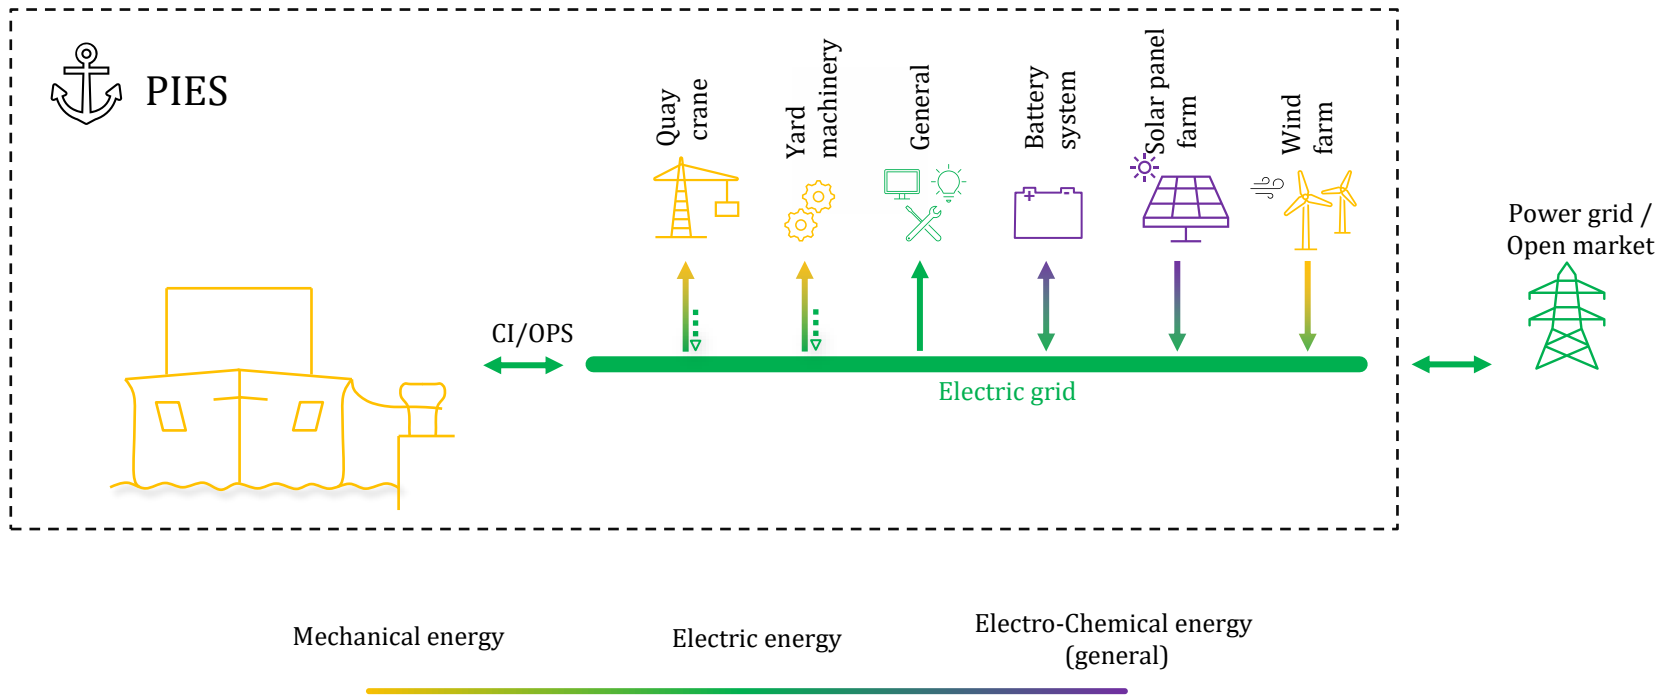 PIES
Quay
crane
Yard
machinery
General
Battery
system
Solar panel
farm
Wind
farm
Power grid /
Open market
CI/OPS
Electric grid
Mechanical energy
Electric energy
Electro-Chemical energy
(general)